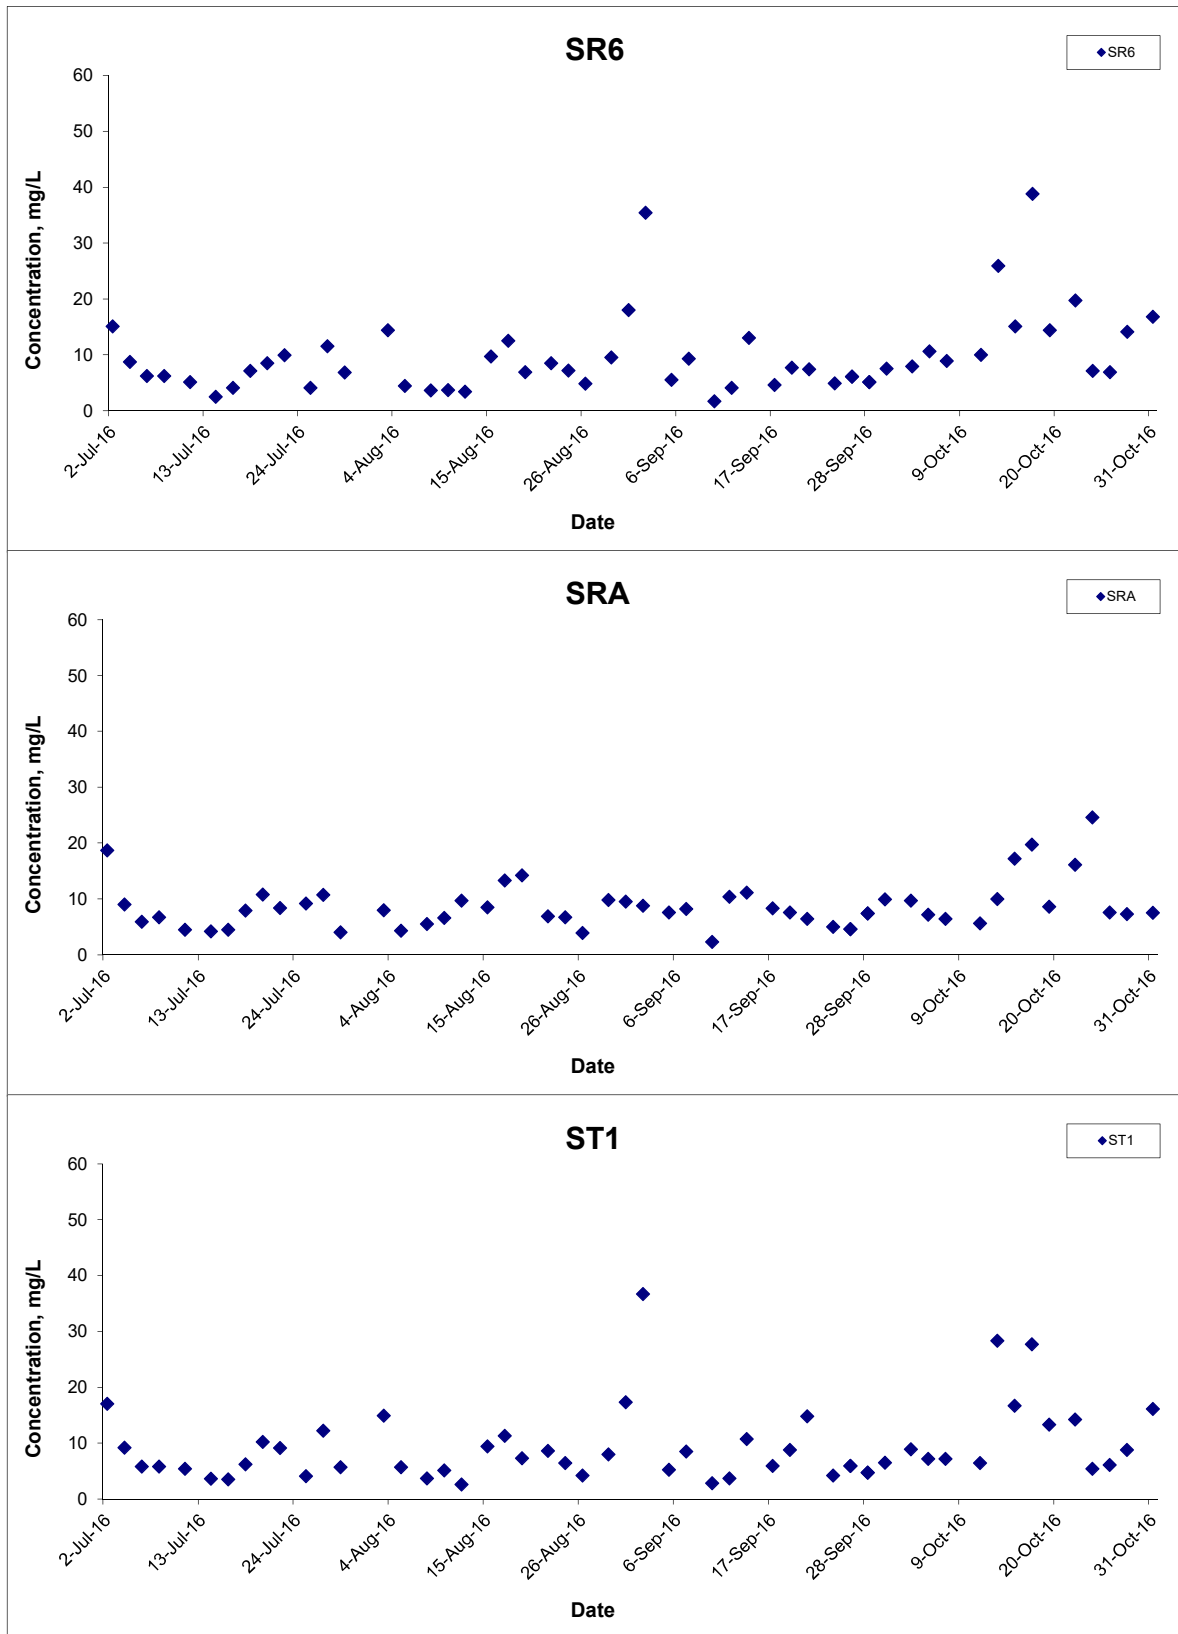 SR6
SR6
60
50
40
30
20
10
0
Concentration, mg/L
2-Jul-16
13-Jul-16
24-Jul-16
4-Aug-16
15-Aug-16
26-Aug-16
6-Sep-16
17-Sep-16
28-Sep-16
9-Oct-16
20-Oct-16
31-Oct-16
Date
SRA
SRA
60
50
40
30
20
10
0
Concentration, mg/L
2-Jul-16
13-Jul-16
24-Jul-16
4-Aug-16
15-Aug-16
26-Aug-16
6-Sep-16
17-Sep-16
28-Sep-16
9-Oct-16
20-Oct-16
31-Oct-16
Date
ST1
ST1
60
50
40
30
20
10
0
Concentration, mg/L
2-Jul-16
13-Jul-16
24-Jul-16
4-Aug-16
15-Aug-16
26-Aug-16
6-Sep-16
17-Sep-16
28-Sep-16
9-Oct-16
20-Oct-16
31-Oct-16
Date